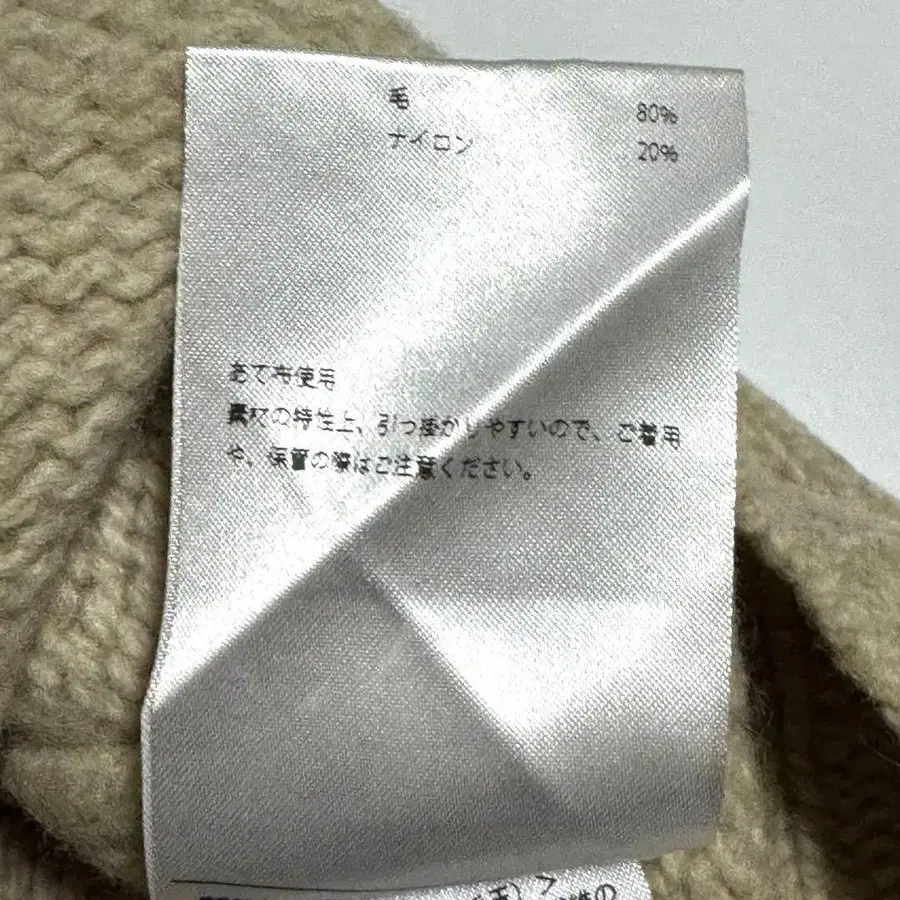 毛 80%
ナイロン 20%
あて布使用
素材の特性上、引っ掛かりやすいので、ご着用
や、保管の際はご注意ください。